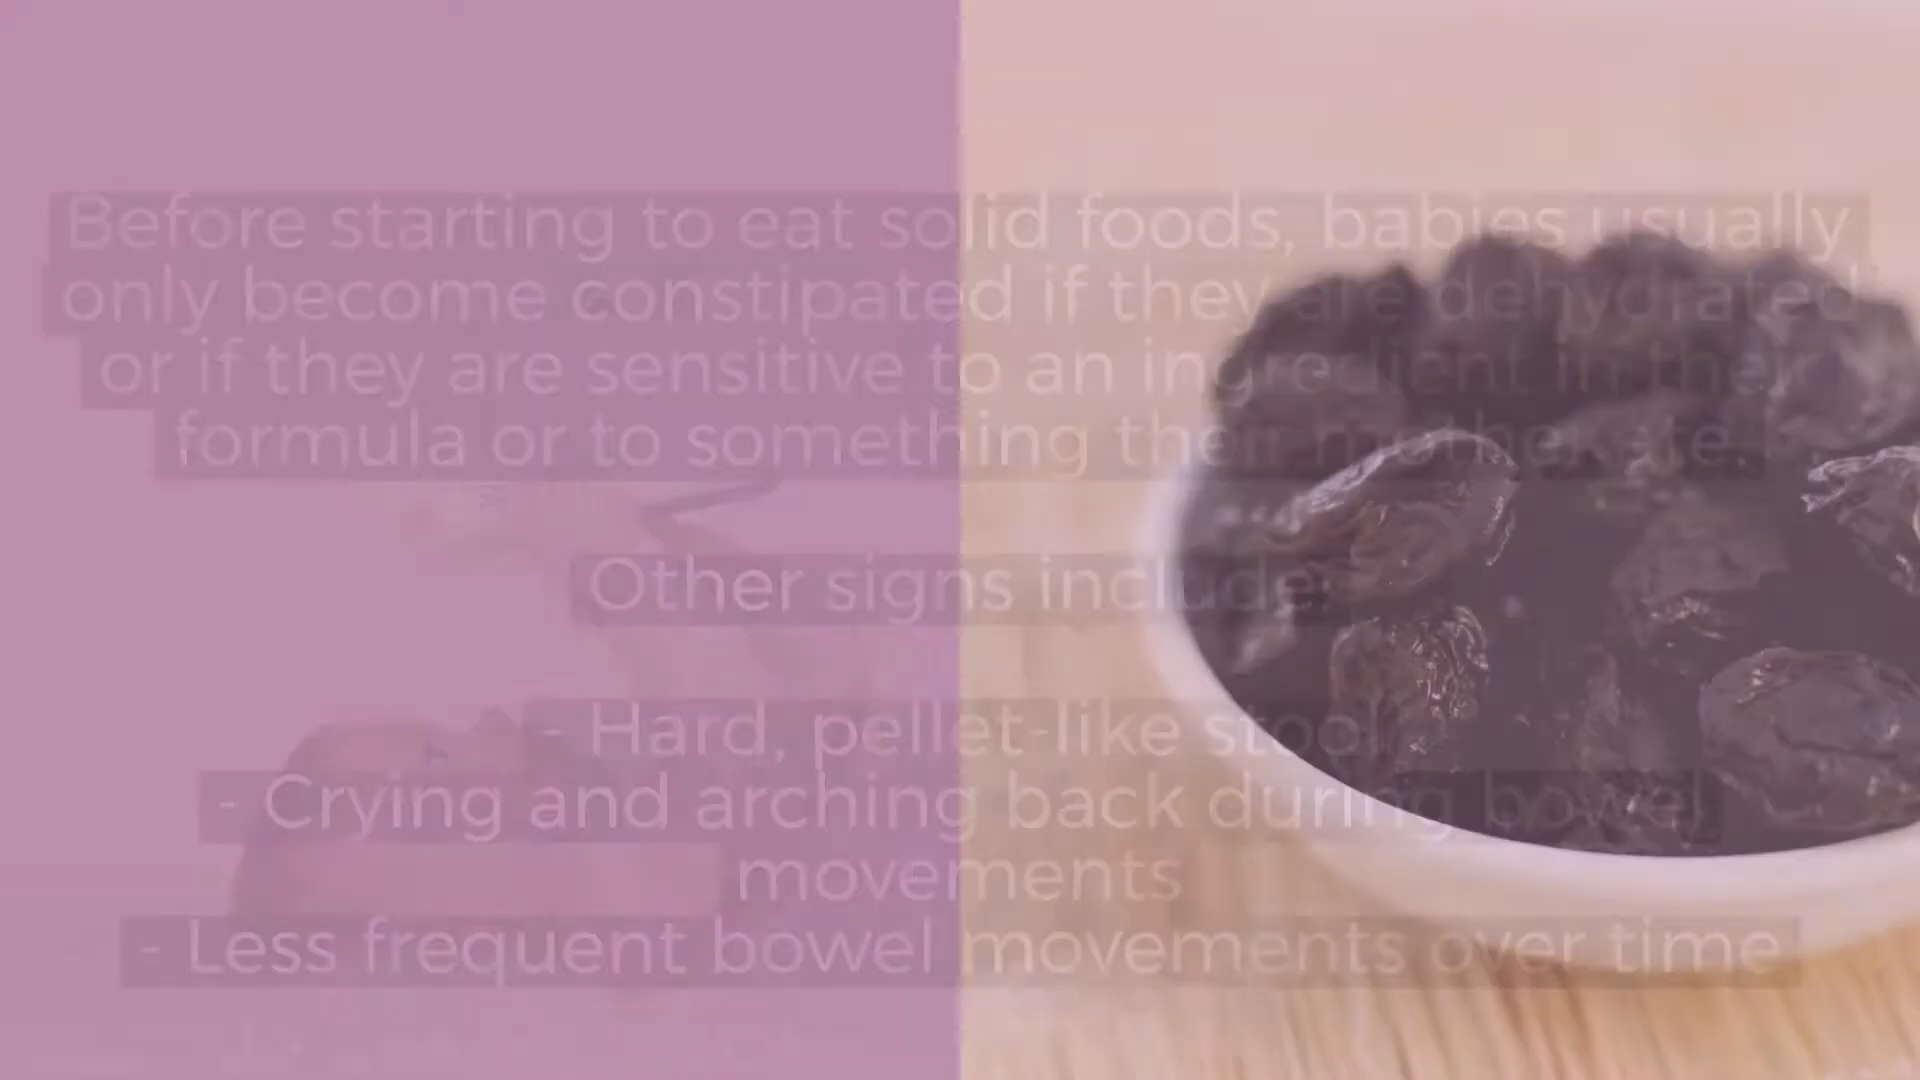 Before starting to eat solid foods, babies usually
only become constipated if they are dehydrated
or if they are sensitive to an ingredient in their
formula or to something their mother ate.
Other signs include:
- Hard, pellet-like stool
- Crying and arching back during bowel
movements
- Less frequent bowel movements over time